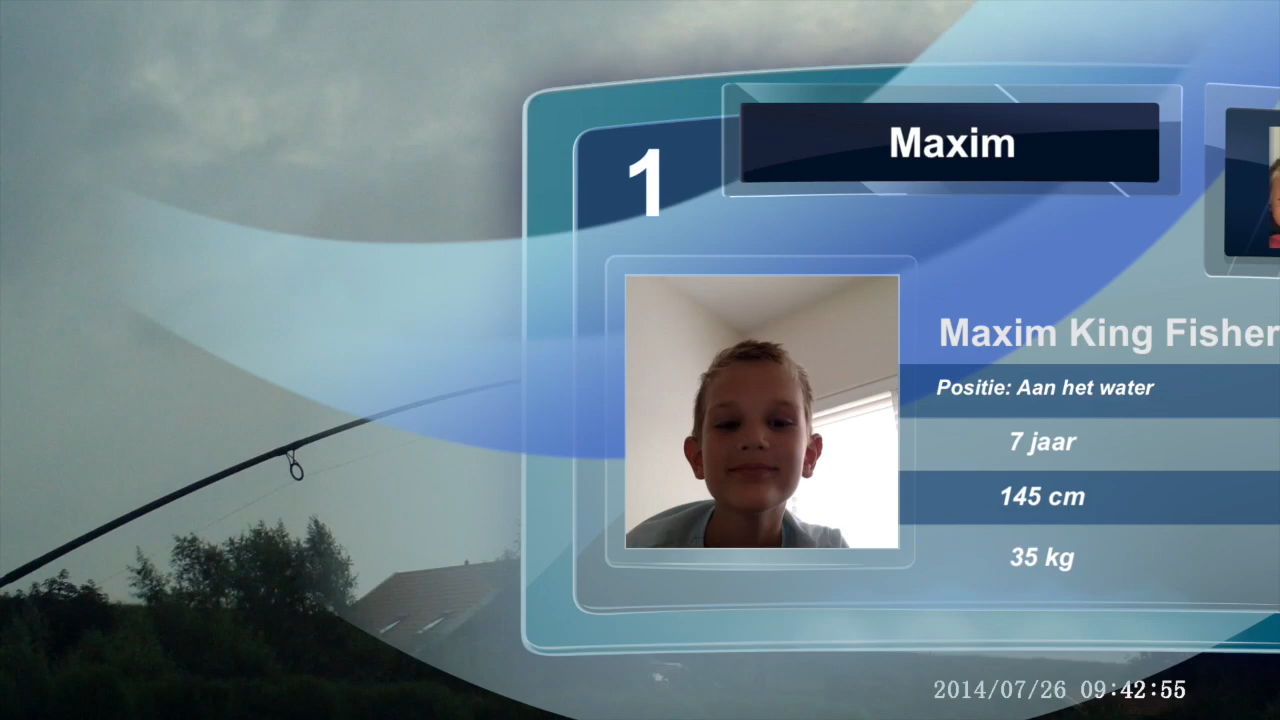 1
Maxim
Maxim King Fisher
Positie: Aan het water
7 jaar
145 cm
35 kg
2014/07/26 09:42:55